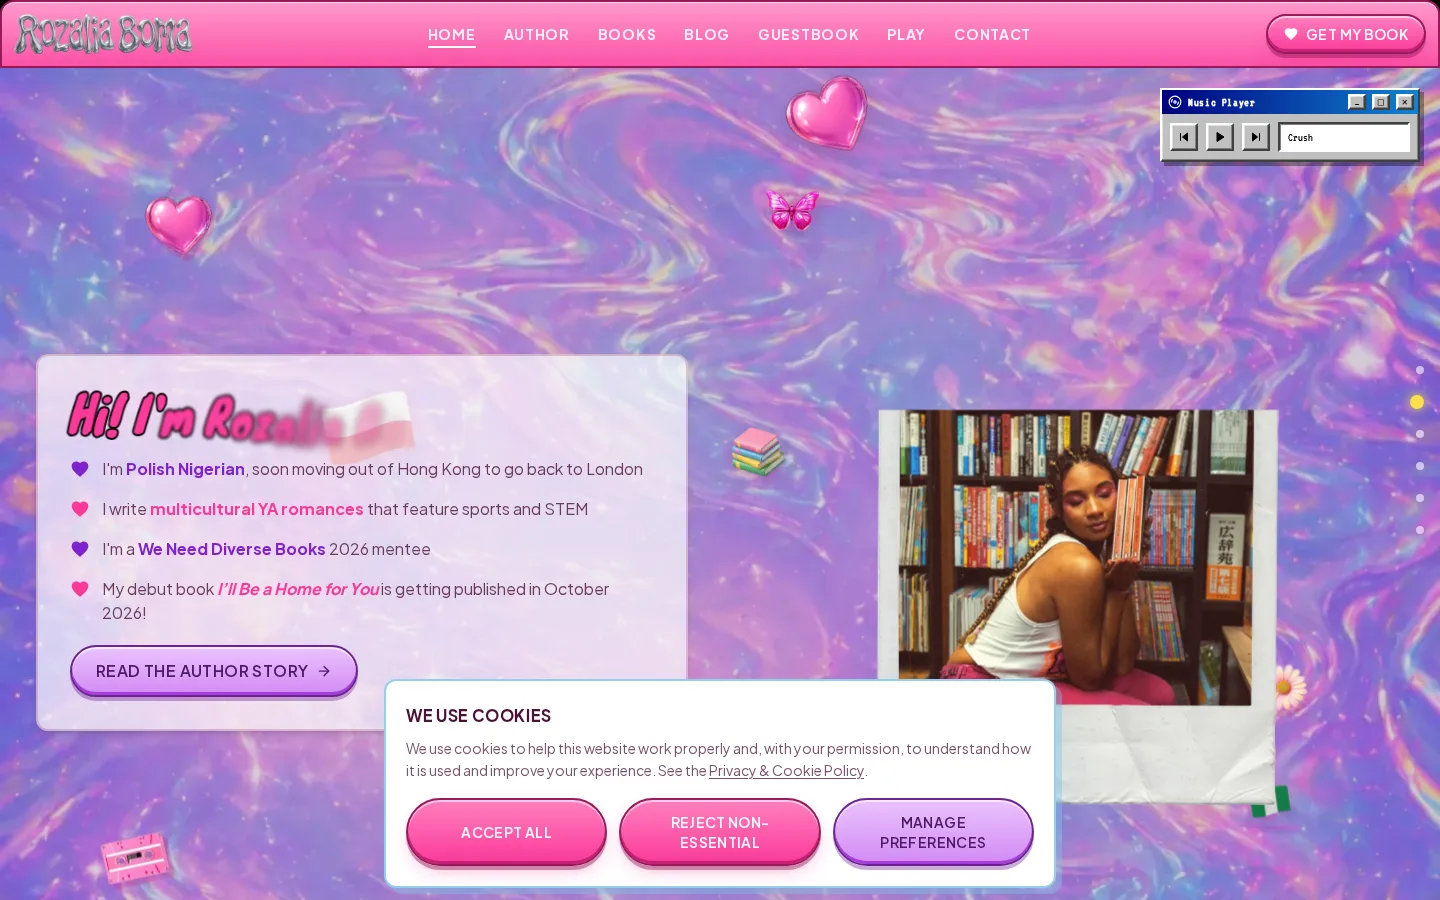 Rozalia Boma
HOME
AUTHOR
BOOKS
BLOG
GUESTBOOK
PLAY
CONTACT
GET MY BOOK
Music Player
Crush
Hi! I'm Rozalia
I'm Polish Nigerian, soon moving out of Hong Kong to go back to London
I write multicultural YA romances that feature sports and STEM
I'm a We Need Diverse Books 2026 mentee
My debut book I'll Be a Home for You is getting published in October
2026!
READ THE AUTHOR STORY
広辞苑
WE USE COOKIES
We use cookies to help this website work properly and, with your permission, to understand how
it is used and improve your experience. See the Privacy & Cookie Policy.
ACCEPT ALL
REJECT NON-
ESSENTIAL
MANAGE
PREFERENCES